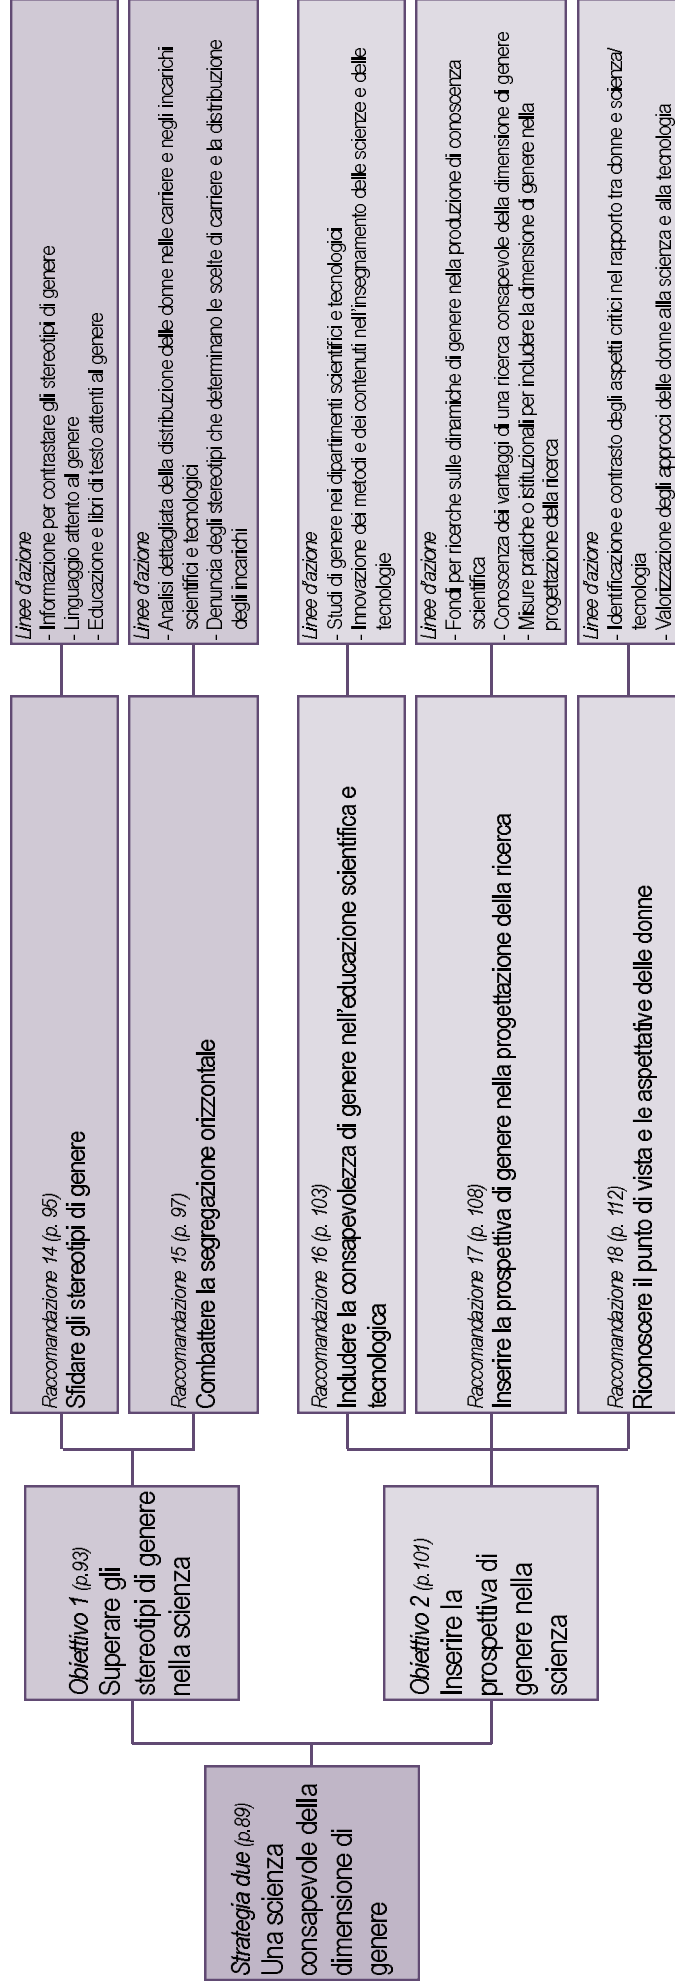 Strategia due (p.89)
Una scienza
consapevole della
dimensione di
genere
Obiettivo 1 (p.93)
Superare gli
stereotipi di genere
nella scienza
Raccomandazione 14 (p. 95)
Sfidare gli stereotipi di genere
Linee d'azione
- Informazione per contrastare gli stereotipi di genere
- Linguaggio attento al genere
- Educazione e libri di testo attenti al genere
Raccomandazione 15 (p. 97)
Combattere la segregazione orizzontale
Linee d'azione
- Analisi dettagliata della distribuzione delle donne nelle carriere e negli incarichi
scientifici e tecnologici
- Denuncia degli stereotipi che determinano le scelte di carriere e la distribuzione
degli incarichi
Obiettivo 2 (p.101)
Inserire la
prospettiva di
genere nella
scienza
Raccomandazione 16 (p. 103)
Includere la consapevolezza di genere nell'educazione scientifica e
tecnologica
Linee d'azione
- Studi di genere nei dipartimenti scientifici e tecnologici
- Innovazione dei metodi e dei contenuti nell'insegnamento delle scienze e delle
tecnologie
Raccomandazione 17 (p. 108)
Inserire la prospettiva di genere nella progettazione della ricerca
Linee d'azione
- Fondi per ricerche sulle dinamiche di genere nella produzione di conoscenza
scientifica
- Conoscenza dei vantaggi di una ricerca consapevole della dimensione di genere
- Misure pratiche o istituzionali per includere la dimensione di genere nella
progettazione della ricerca
Raccomandazione 18 (p. 112)
Riconoscere il punto di vista e le aspettative delle donne
Linee d'azione
- Identificazione e contrasto degli aspetti critici nel rapporto tra donne e scienza/
tecnologia
- Valorizzazione degli approcci delle donne alla scienza e alla tecnologia